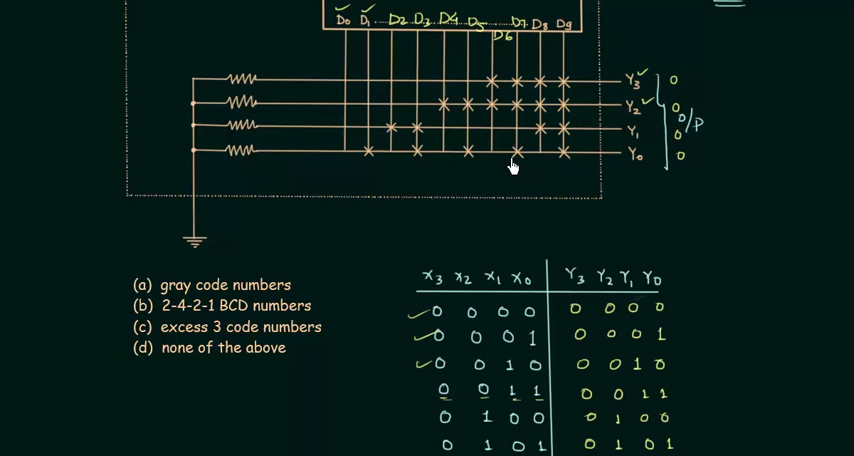 D0 D1 D2 D3 D4 D5 D6 D7 D8 D9
Y3 0
Y2 0
O/P
Y1 0
Y0 0
(a) gray code numbers
(b) 2-4-2-1 BCD numbers
(c) excess 3 code numbers
(d) none of the above
X3 X2 X1 X0 Y3 Y2 Y1 Y0
0 0 0 0 0 0 0 0
0 0 0 1 0 0 0 1
0 0 1 0 0 0 1 0
0 0 1 1 0 0 1 1
0 1 0 0 0 1 0 0
0 1 0 1 0 1 0 1